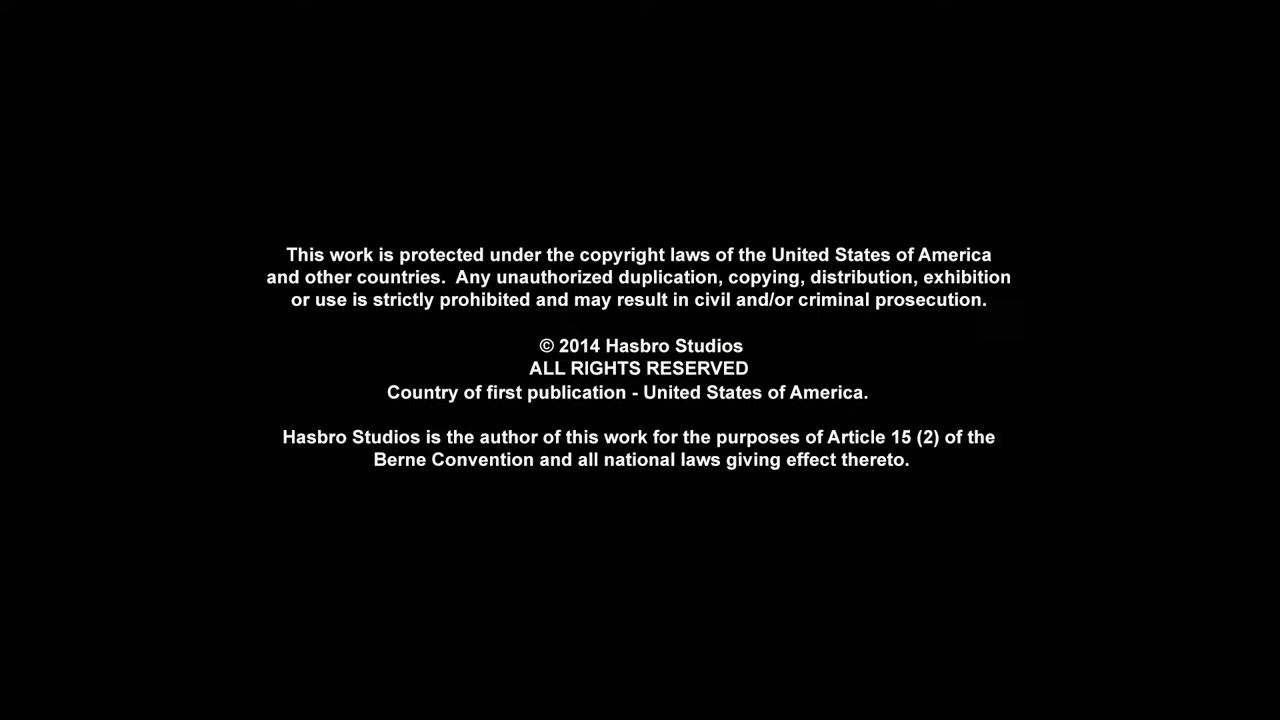 This work is protected under the copyright laws of the United States of America
and other countries.  Any unauthorized duplication, copying, distribution, exhibition
or use is strictly prohibited and may result in civil and/or criminal prosecution.
© 2014 Hasbro Studios
ALL RIGHTS RESERVED
Country of first publication - United States of America.
Hasbro Studios is the author of this work for the purposes of Article 15 (2) of the
Berne Convention and all national laws giving effect thereto.